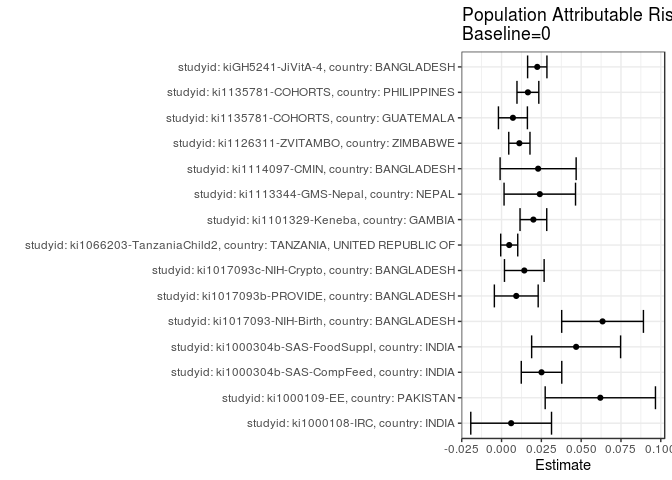 Population Attributable Ris
Baseline=0
studyid: kiGH5241-JiVitA-4, country: BANGLADESH
studyid: ki1135781-COHORTS, country: PHILIPPINES
studyid: ki1135781-COHORTS, country: GUATEMALA
studyid: ki1126311-ZVITAMBO, country: ZIMBABWE
studyid: ki1114097-CMIN, country: BANGLADESH
studyid: ki1113344-GMS-Nepal, country: NEPAL
studyid: ki1101329-Keneba, country: GAMBIA
studyid: ki1066203-TanzaniaChild2, country: TANZANIA, UNITED REPUBLIC OF
studyid: ki1017093c-NIH-Crypto, country: BANGLADESH
studyid: ki1017093b-PROVIDE, country: BANGLADESH
studyid: ki1017093-NIH-Birth, country: BANGLADESH
studyid: ki1000304b-SAS-FoodSuppl, country: INDIA
studyid: ki1000304b-SAS-CompFeed, country: INDIA
studyid: ki1000109-EE, country: PAKISTAN
studyid: ki1000108-IRC, country: INDIA
-0.025 0.000 0.025 0.050 0.075 0.100
Estimate